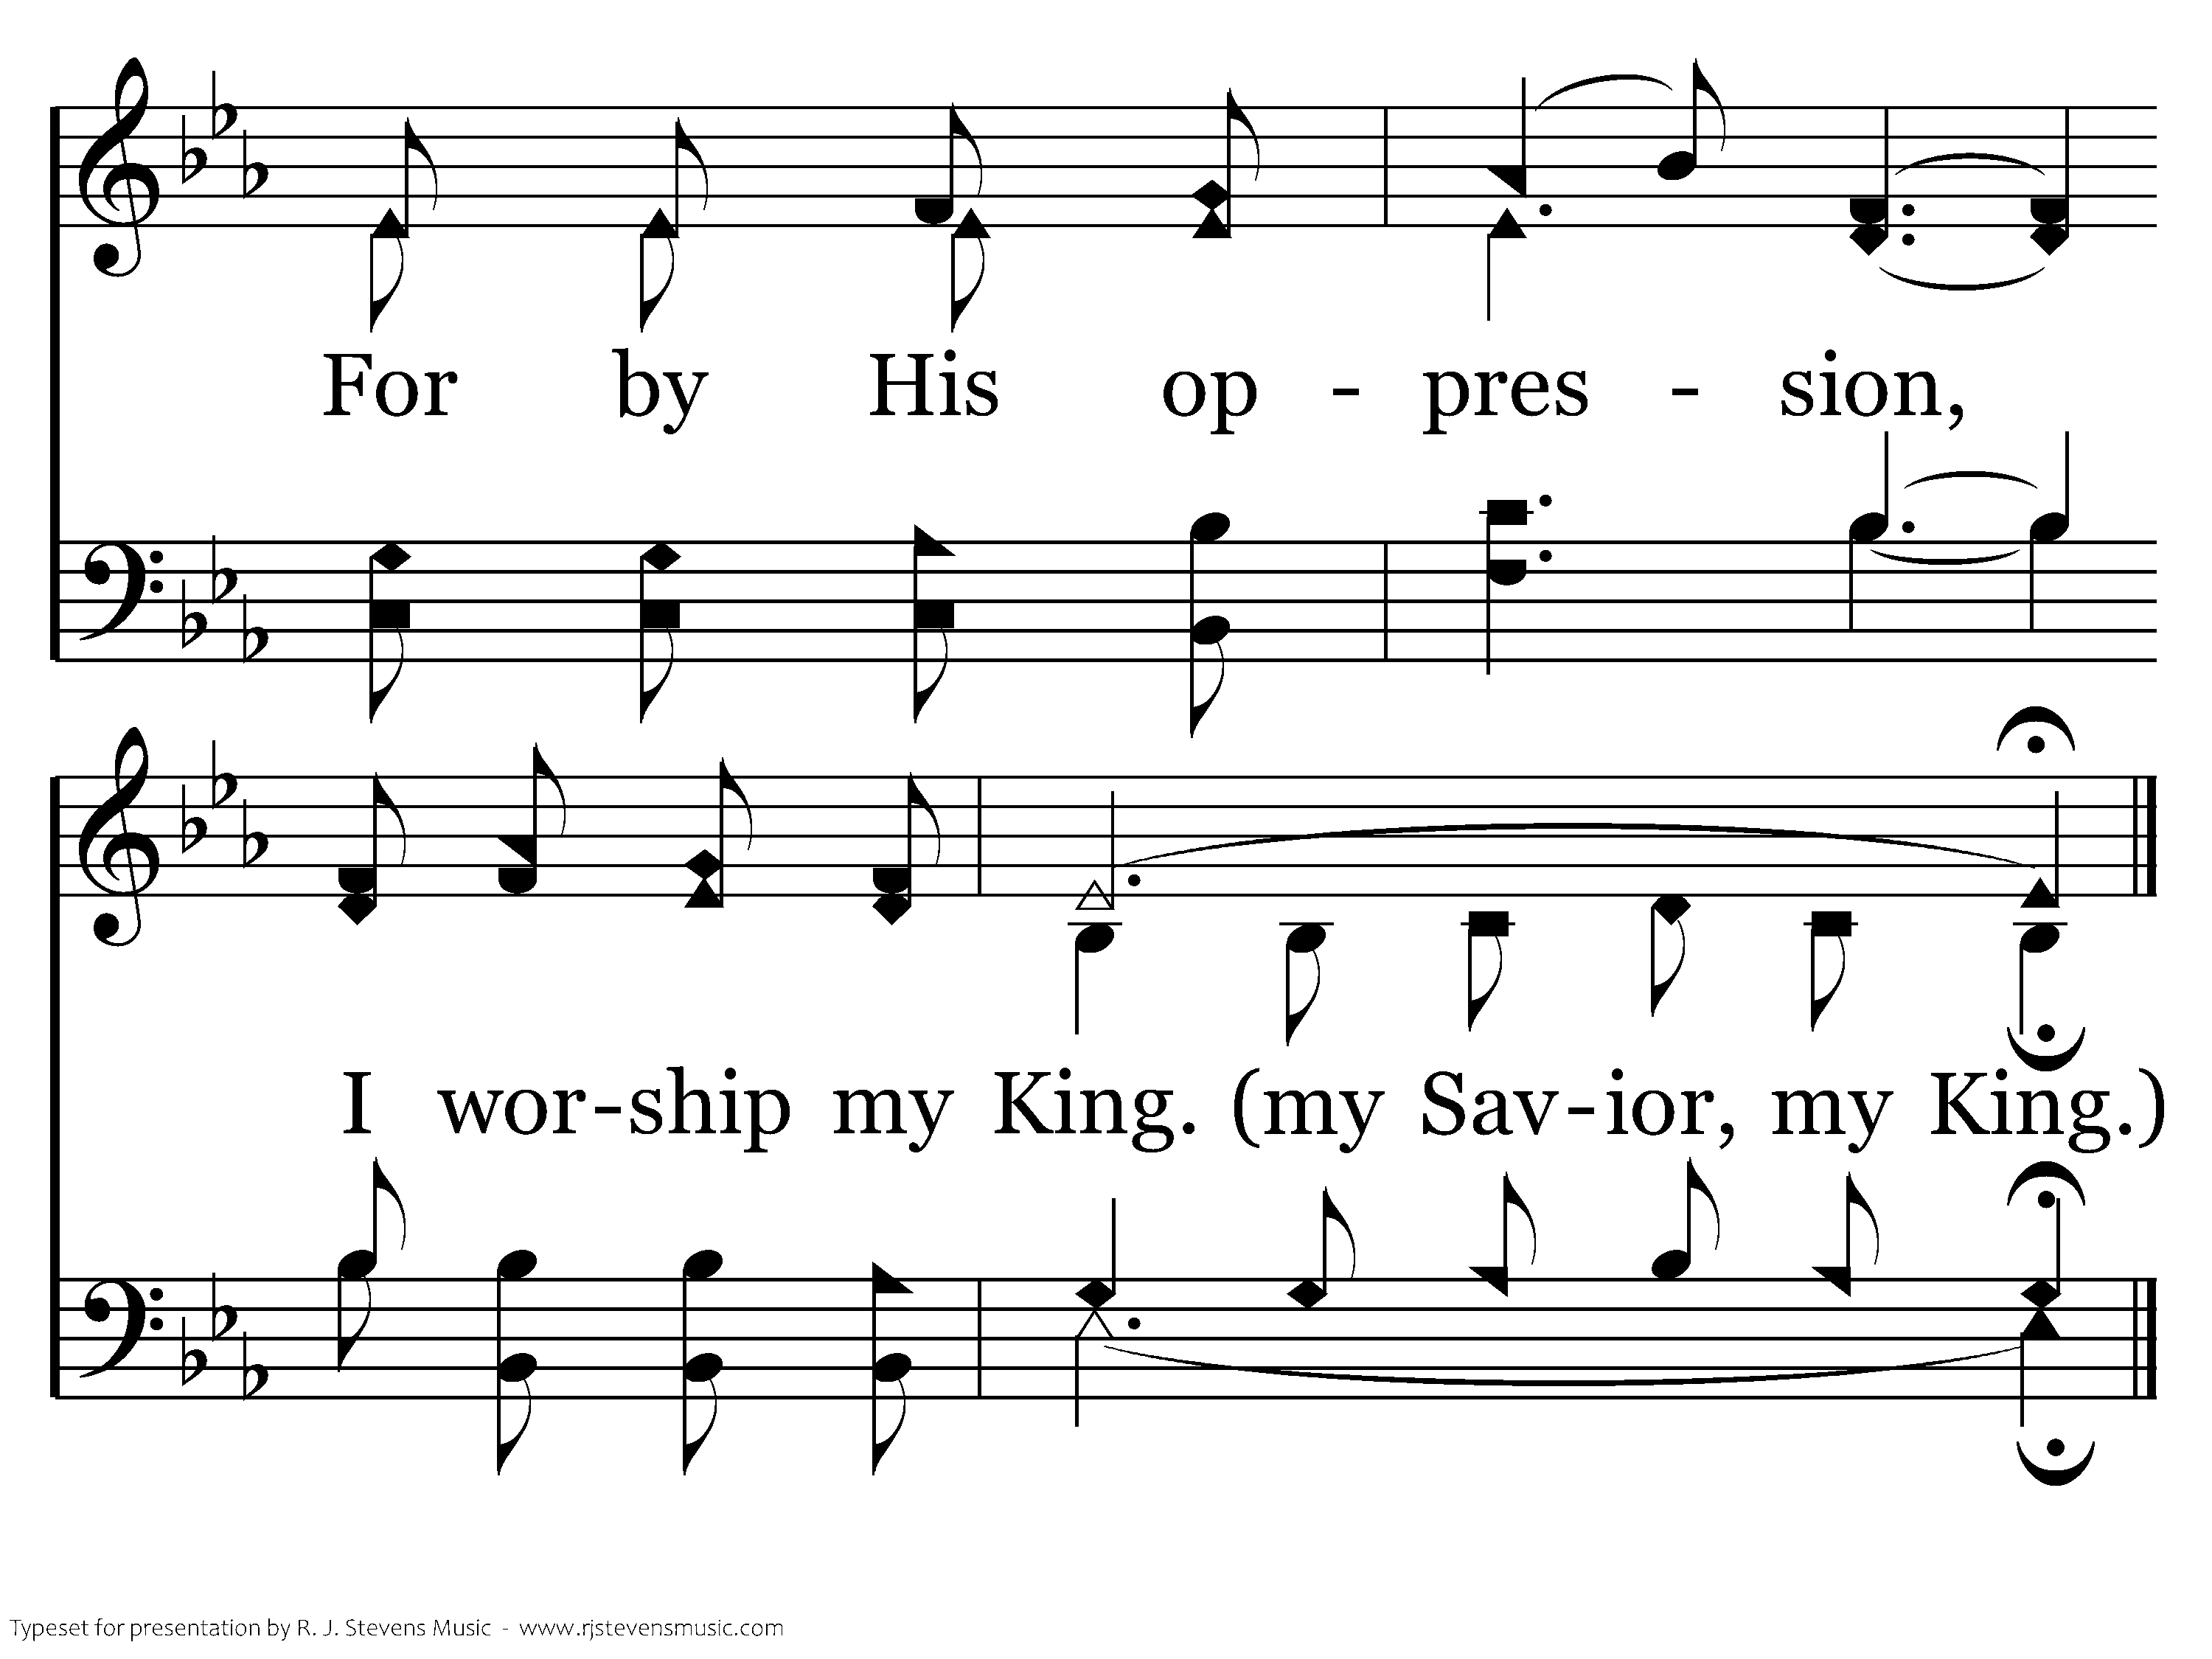 For by His op - pres - sion,
I wor-ship my King. (my Sav-ior, my King.)
Typeset for presentation by R. J. Stevens Music - www.rjstevensmusic.com